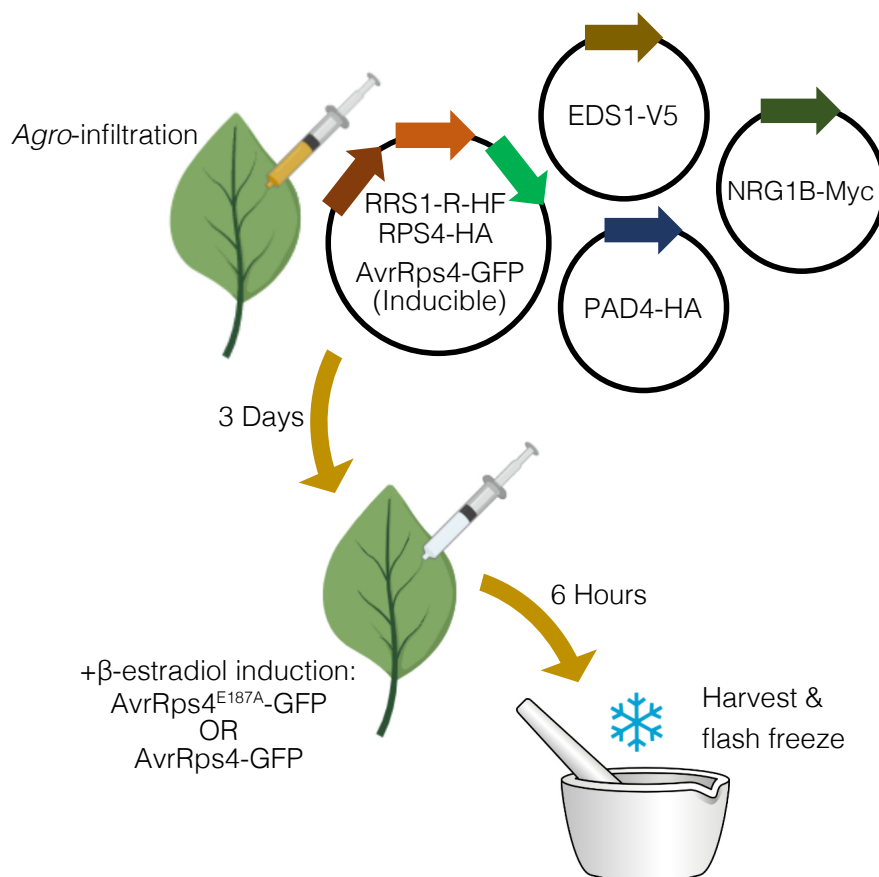 Agro-infiltration
RRS1-R-HF
RPS4-HA
AvrRps4-GFP
(Inducible)
EDS1-V5
NRG1B-Myc
PAD4-HA
3 Days
+β-estradiol induction:
AvrRps4ᴱ¹⁸⁷ᴬ-GFP
OR
AvrRps4-GFP
6 Hours
Harvest &
flash freeze